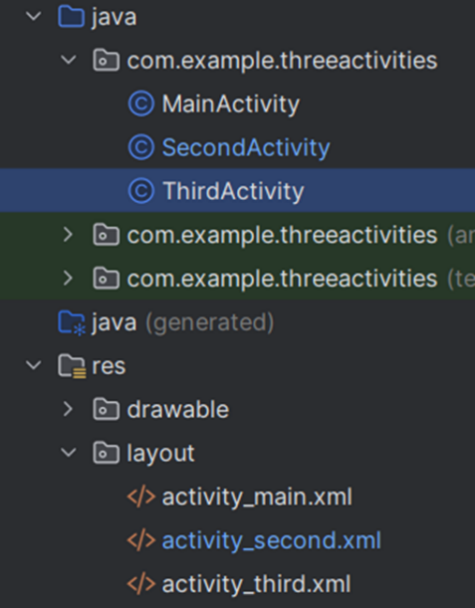 java
com.example.threeactivities
MainActivity
SecondActivity
ThirdActivity
com.example.threeactivities (ar
com.example.threeactivities (te
java (generated)
res
drawable
layout
activity_main.xml
activity_second.xml
activity_third.xml